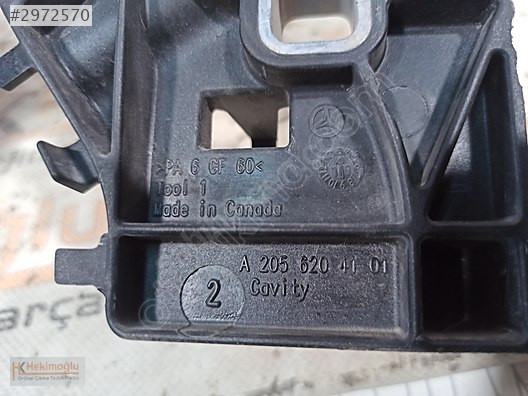 #2972570
>PA 6 GF 60<
Tool 1
Made in Canada
A 205 620 41 01
2 Cavity
Hekimoğlu